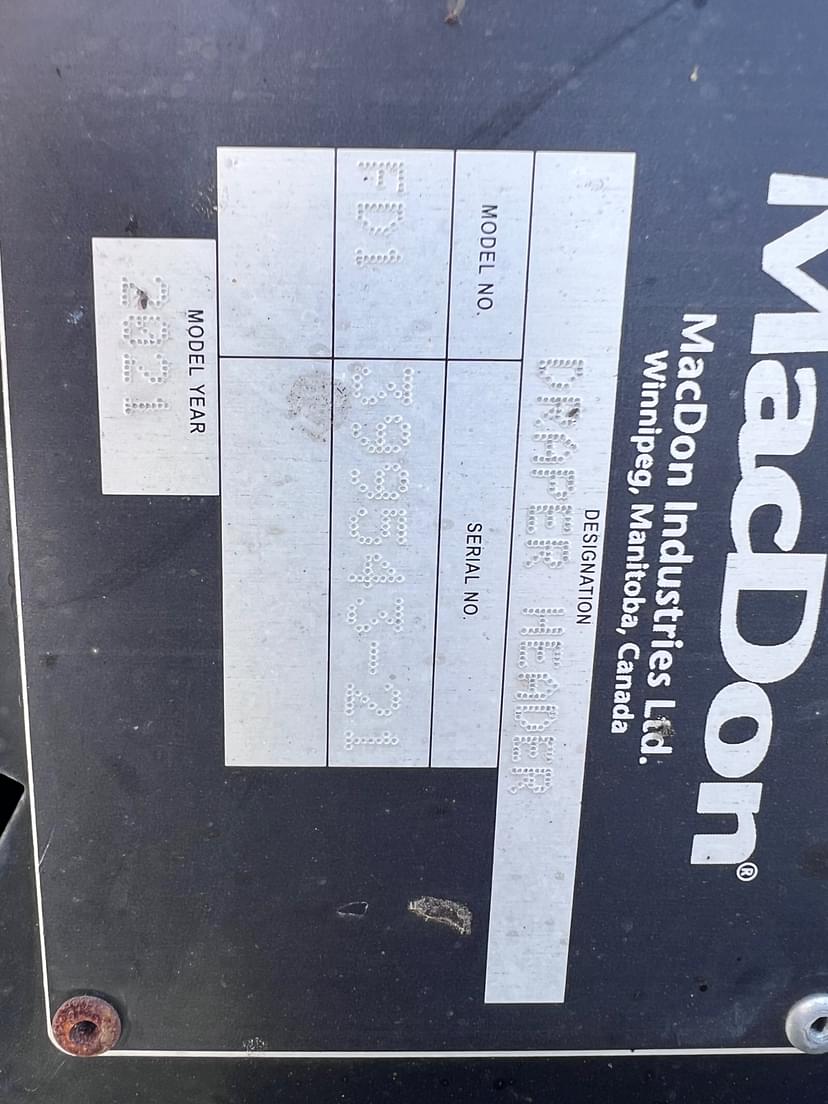 MacDon®
MacDon Industries Ltd.
Winnipeg, Manitoba, Canada
DESIGNATION
DRAPER HEADER
MODEL NO.
SERIAL NO.
FD1
399543-21
MODEL YEAR
2021